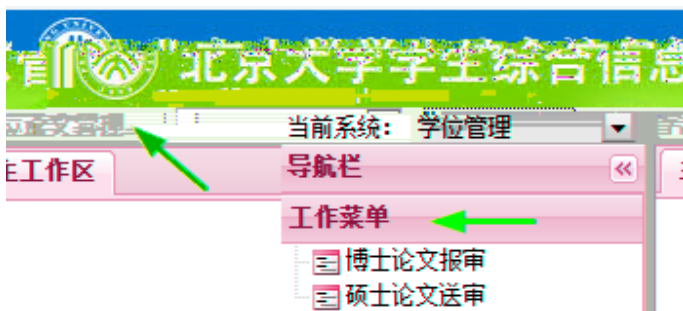 北京大学学生综合信息
当前系统： 学位管理
主工作区
导航栏
工作菜单
博士论文报审
硕士论文送审